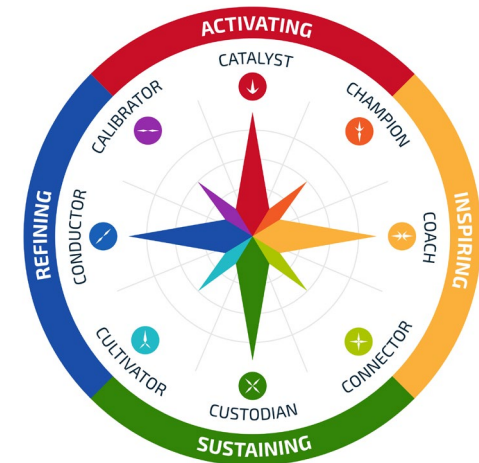 ACTIVATING
CATALYST
CALIBRATOR
CHAMPION
REFINING
CONDUCTOR
COACH
INSPIRING
CULTIVATOR
CONNECTOR
CUSTODIAN
SUSTAINING